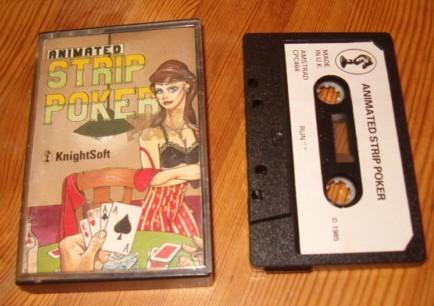 ANIMATED
STRIP
POKER
KnightSoft
A
MADE
IN U.K.
AMSTRAD
CPC464
RUN " "
ANIMATED STRIP POKER
© 1985